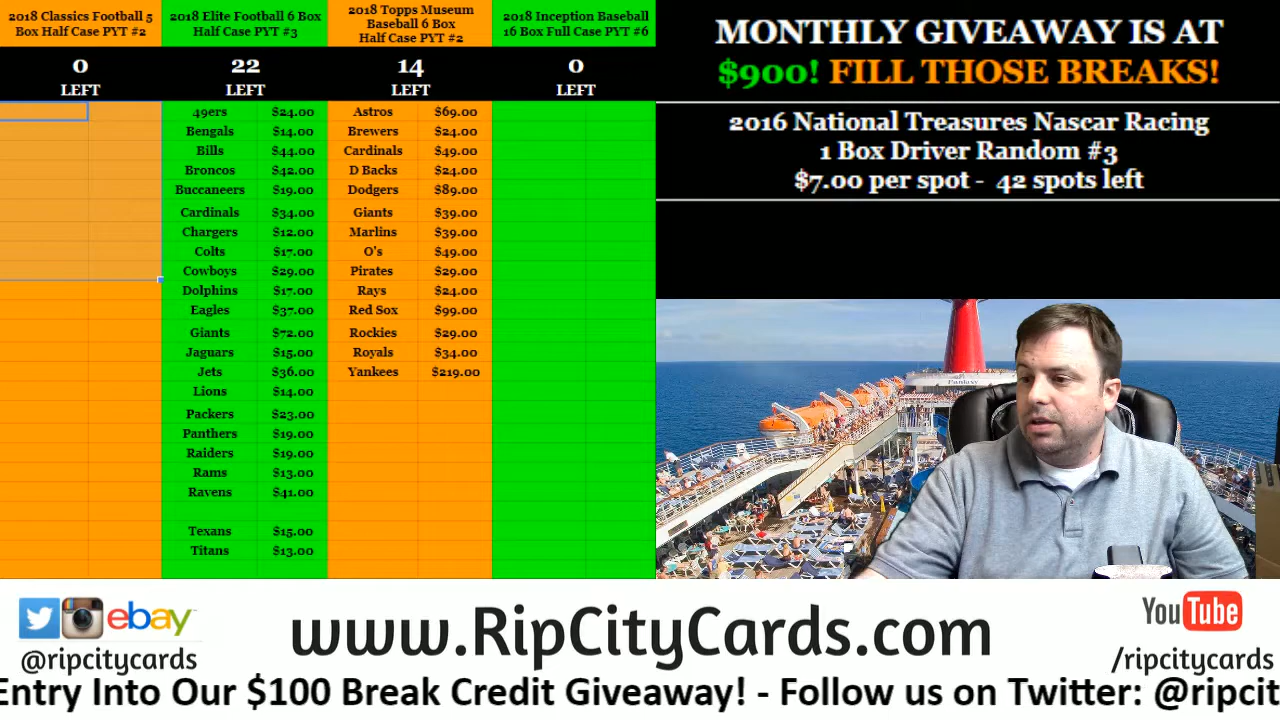 2018 Classics Football 5
Box Half Case PYT #2
0
LEFT
2018 Elite Football 6 Box
Half Case PYT #3
22
LEFT
49ers $24.00
Bengals $14.00
Bills $44.00
Broncos $42.00
Buccaneers $19.00
Cardinals $34.00
Chargers $12.00
Colts $17.00
Cowboys $29.00
Dolphins $17.00
Eagles $37.00
Giants $72.00
Jaguars $15.00
Jets $36.00
Lions $14.00
Packers $23.00
Panthers $19.00
Raiders $19.00
Rams $13.00
Ravens $41.00
Texans $15.00
Titans $13.00
2018 Topps Museum
Baseball 6 Box
Half Case PYT #2
14
LEFT
Astros $69.00
Brewers $24.00
Cardinals $49.00
D Backs $24.00
Dodgers $89.00
Giants $39.00
Marlins $39.00
O's $49.00
Pirates $29.00
Rays $24.00
Red Sox $99.00
Rockies $29.00
Royals $34.00
Yankees $219.00
2018 Inception Baseball
16 Box Full Case PYT #6
0
LEFT
MONTHLY GIVEAWAY IS AT
$900! FILL THOSE BREAKS!
2016 National Treasures Nascar Racing
1 Box Driver Random #3
$7.00 per spot - 42 spots left
Fantasy
ebay
@ripcitycards
www.RipCityCards.com
YouTube
/ripcitycards
Entry Into Our $100 Break Credit Giveaway! - Follow us on Twitter: @ripcit